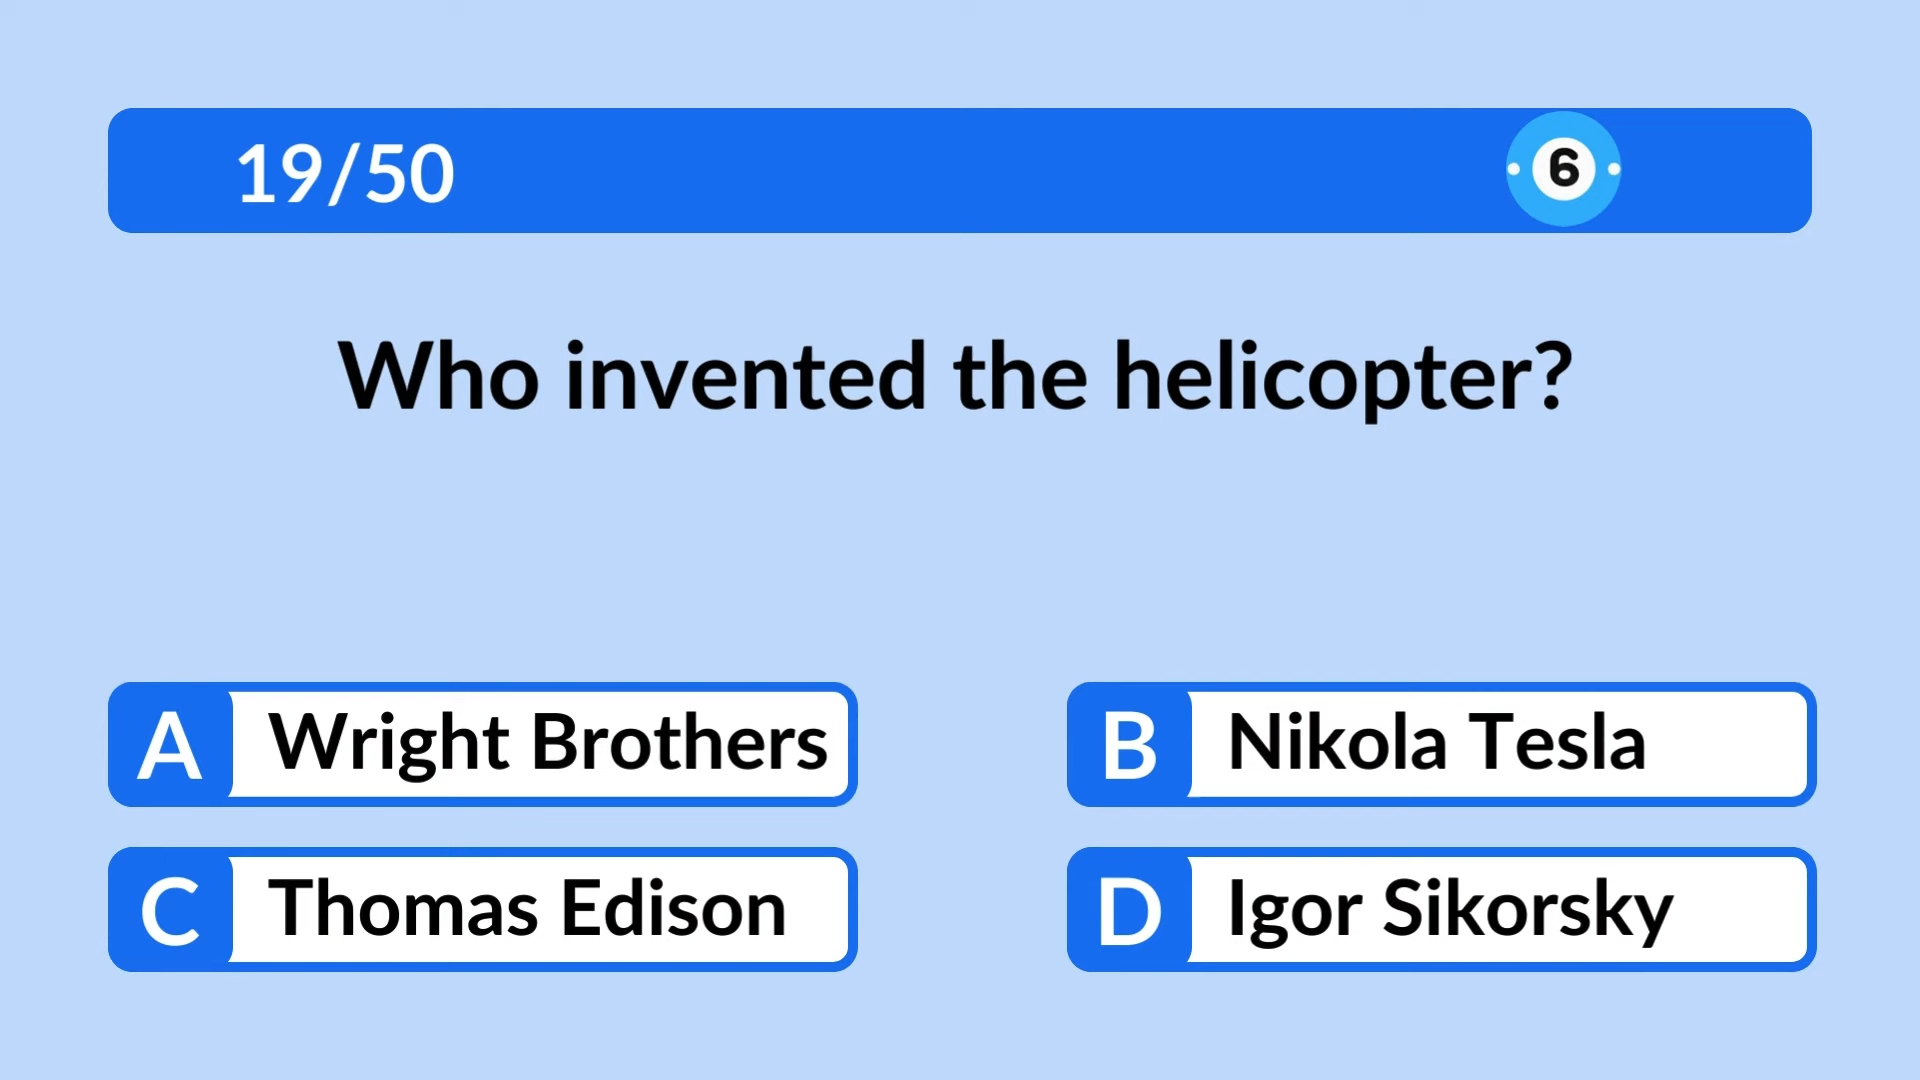 19/50
6
Who invented the helicopter?
A Wright Brothers
B Nikola Tesla
C Thomas Edison
D Igor Sikorsky